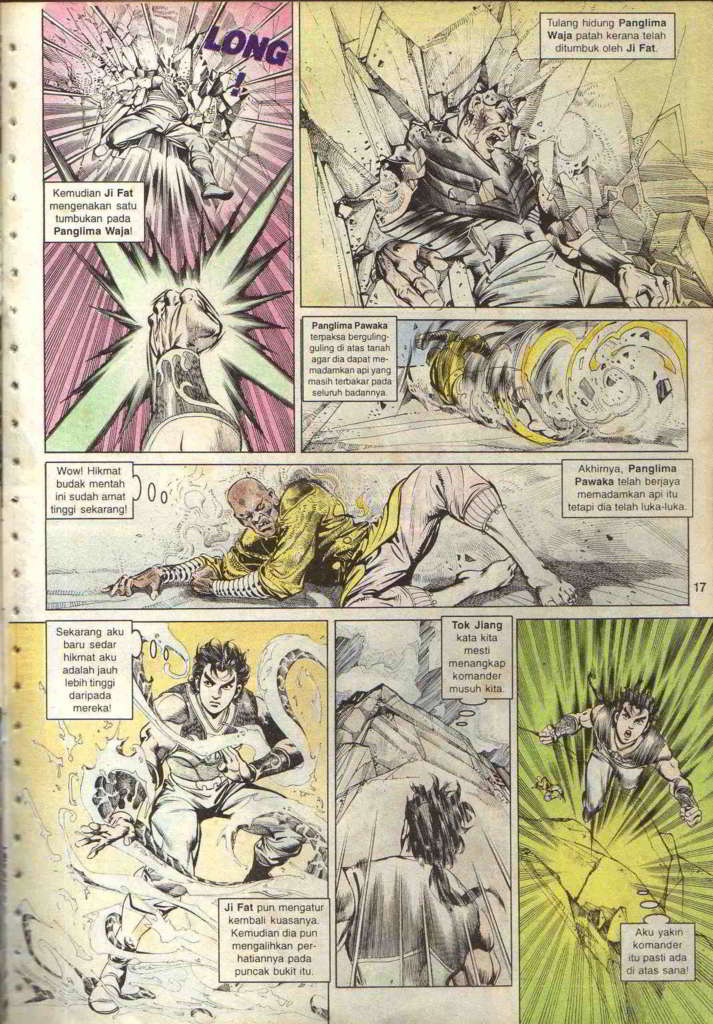 LONG
!
Kemudian Ji Fat
mengenakan satu
tumbukan pada
Panglima Waja!
Tulang hidung Panglima
Waja patah kerana telah
ditumbuk oleh Ji Fat.
Panglima Pawaka
terpaksa berguling-
guling di atas tanah
agar dia dapat me-
madamkan api yang
masih terbakar pada
seluruh badannya.
Wow! Hikmat
budak mentah
ini sudah amat
tinggi sekarang!
Akhirnya, Panglima
Pawaka telah berjaya
memadamkan api itu
tetapi dia telah luka-luka.
17
Sekarang aku
baru sedar
hikmat aku
adalah jauh
lebih tinggi
daripada
mereka!
Ji Fat pun mengatur
kembali kuasanya.
Kemudian dia pun
mengalihkan per-
hatiannya pada
puncak bukit itu.
Tok Jiang
kata kita
mesti
menangkap
komander
musuh kita.
Aku yakin
komander
itu pasti ada
di atas sana!